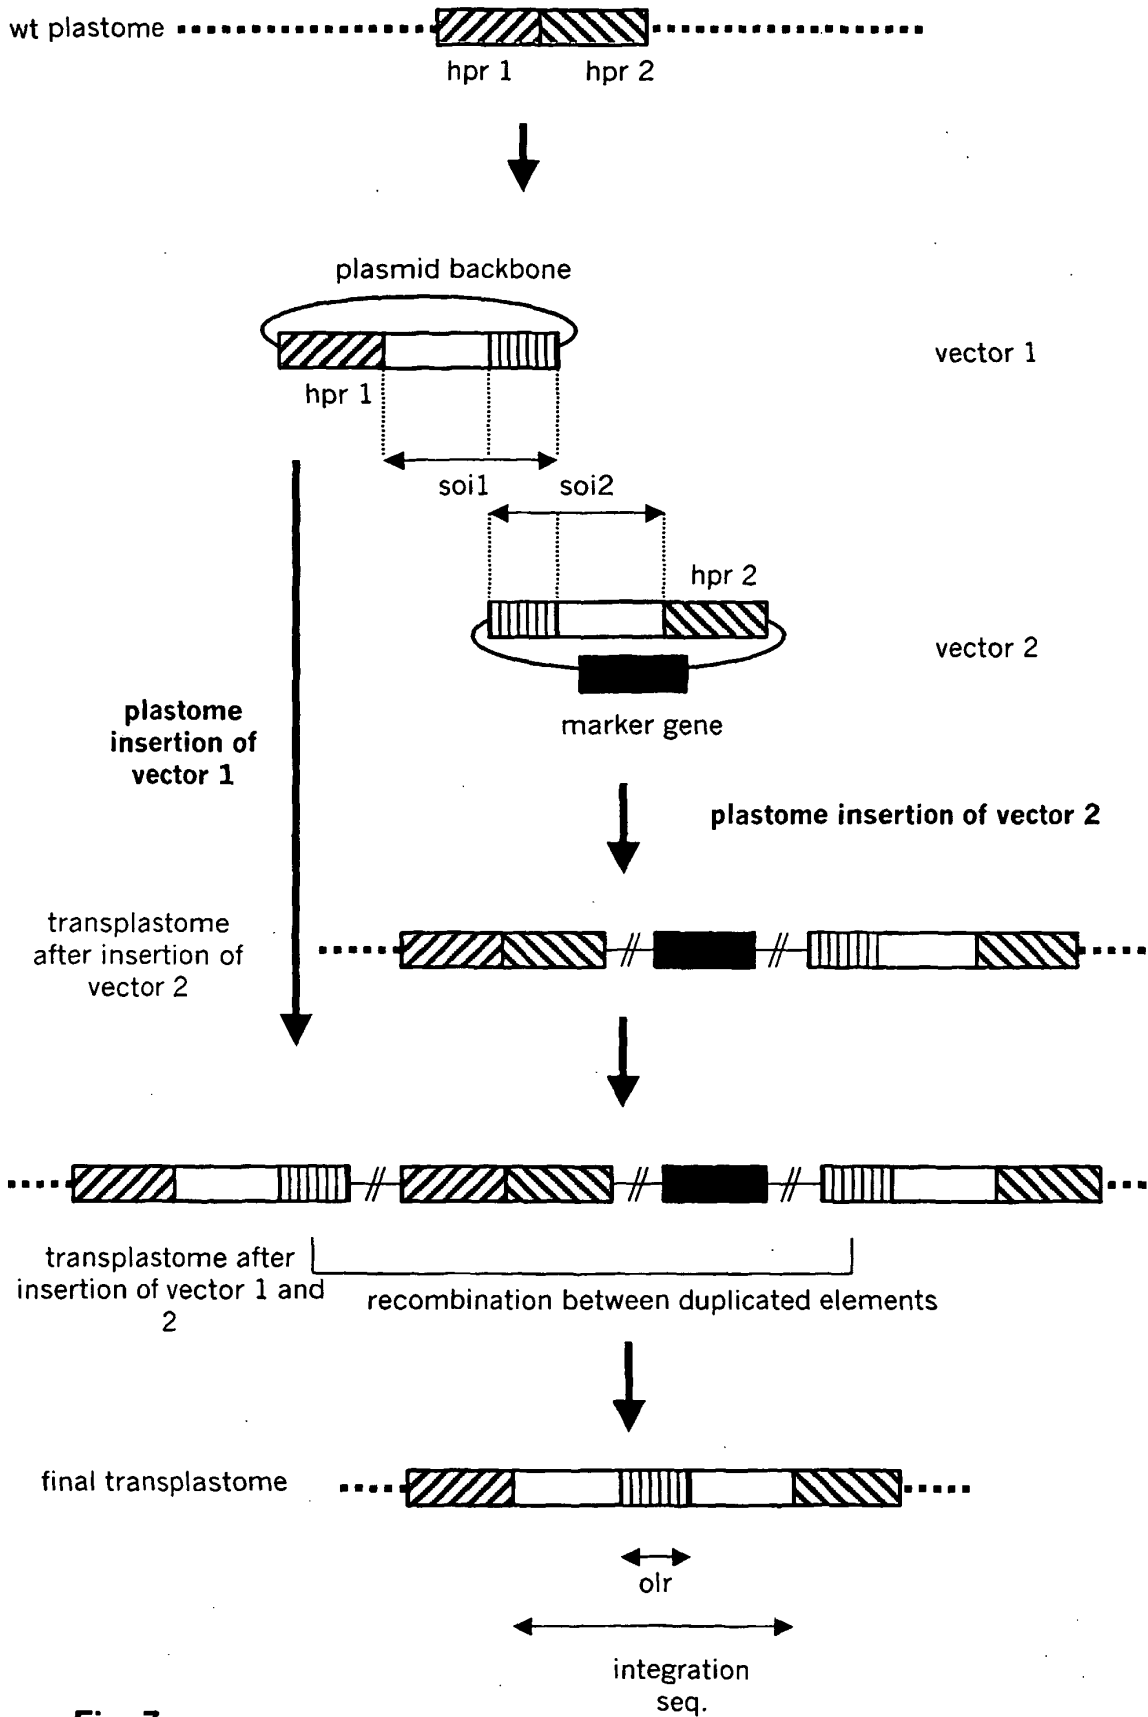 wt plastome
hpr 1
hpr 2
plasmid backbone
vector 1
hpr 1
soi1
soi2
hpr 2
vector 2
marker gene
plastome
insertion of
vector 1
plastome insertion of vector 2
transplastome
after insertion of
vector 2
transplastome after
insertion of vector 1 and
2
recombination between duplicated elements
final transplastome
olr
integration
seq.